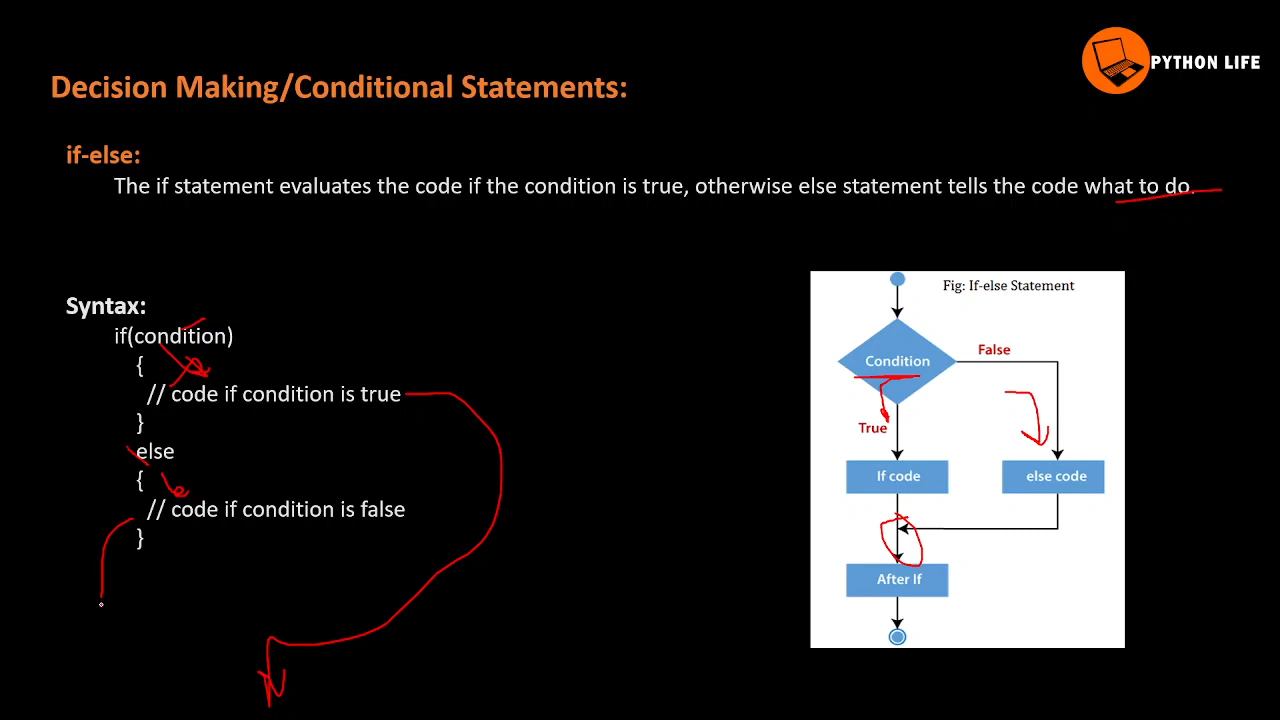 PYTHON LIFE
Decision Making/Conditional Statements:
if-else:
The if statement evaluates the code if the condition is true, otherwise else statement tells the code what to do.
Syntax:
if(condition)
{
// code if condition is true
}
else
{
// code if condition is false
}
Fig: If-else Statement
Condition
False
True
If code
else code
After If